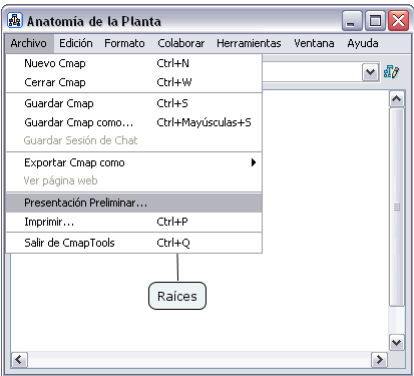 Anatomía de la Planta
Archivo Edición Formato Colaborar Herramientas Ventana Ayuda
Nuevo Cmap Ctrl+N
Cerrar Cmap Ctrl+W
Guardar Cmap Ctrl+S
Guardar Cmap como... Ctrl+Mayúsculas+S
Guardar Sesión de Chat
Exportar Cmap como
Ver página web
Presentación Preliminar...
Imprimir... Ctrl+P
Salir de CmapTools Ctrl+Q
Raíces